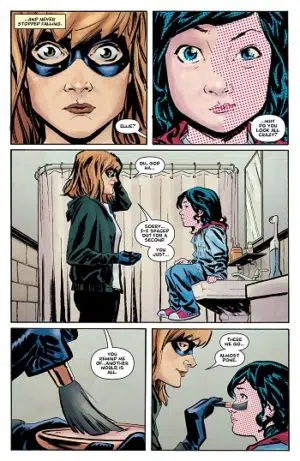 ...AND NEVER
STOPPED FALLING.
ELLIE?
...WHY
DO YOU
LOOK ALL
CRAZY?
OH, GOD
HA...
SORRY...
I-I SPACED
OUT FOR A
SECOND.
YOU
JUST...
YOU
REMIND ME
OF...ANOTHER
WORLD IS
ALL.
THERE
WE GO...
ALMOST
DONE.